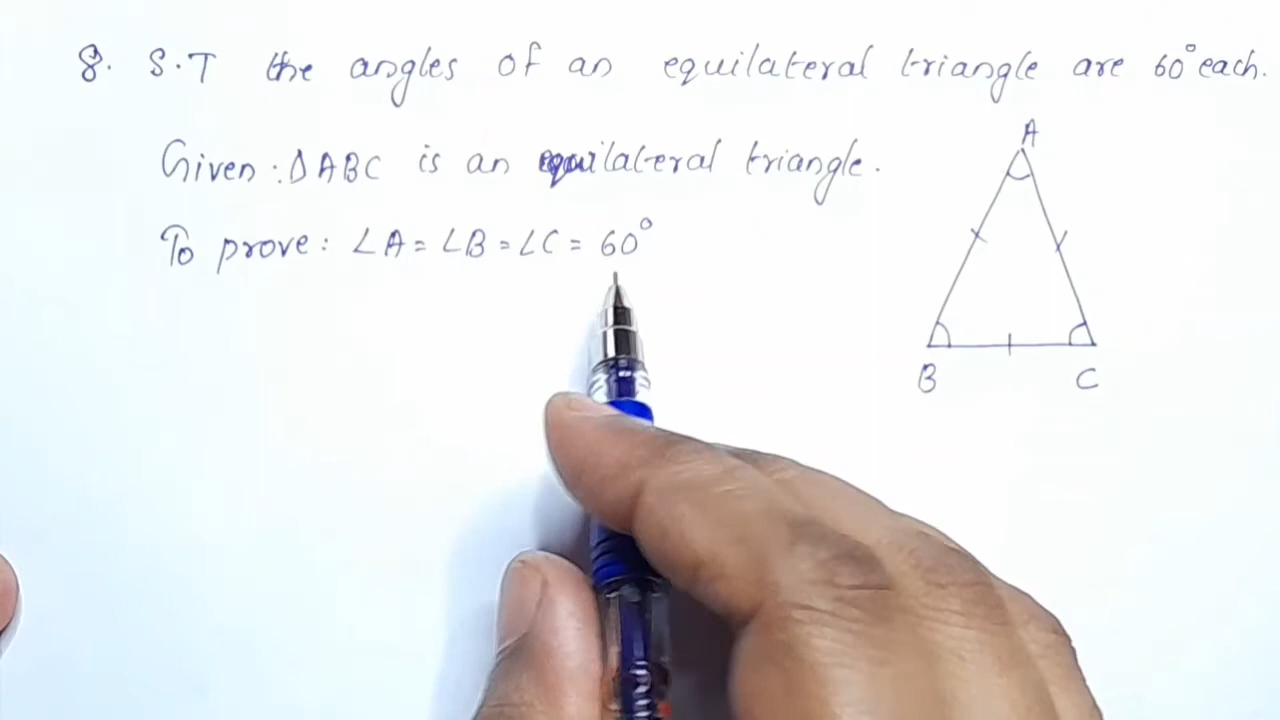 8. S.T the angles of an equilateral triangle are 60° each.
Given : ΔABC is an equilateral triangle.
To prove : ∠A = ∠B = ∠C = 60°
A
B
C